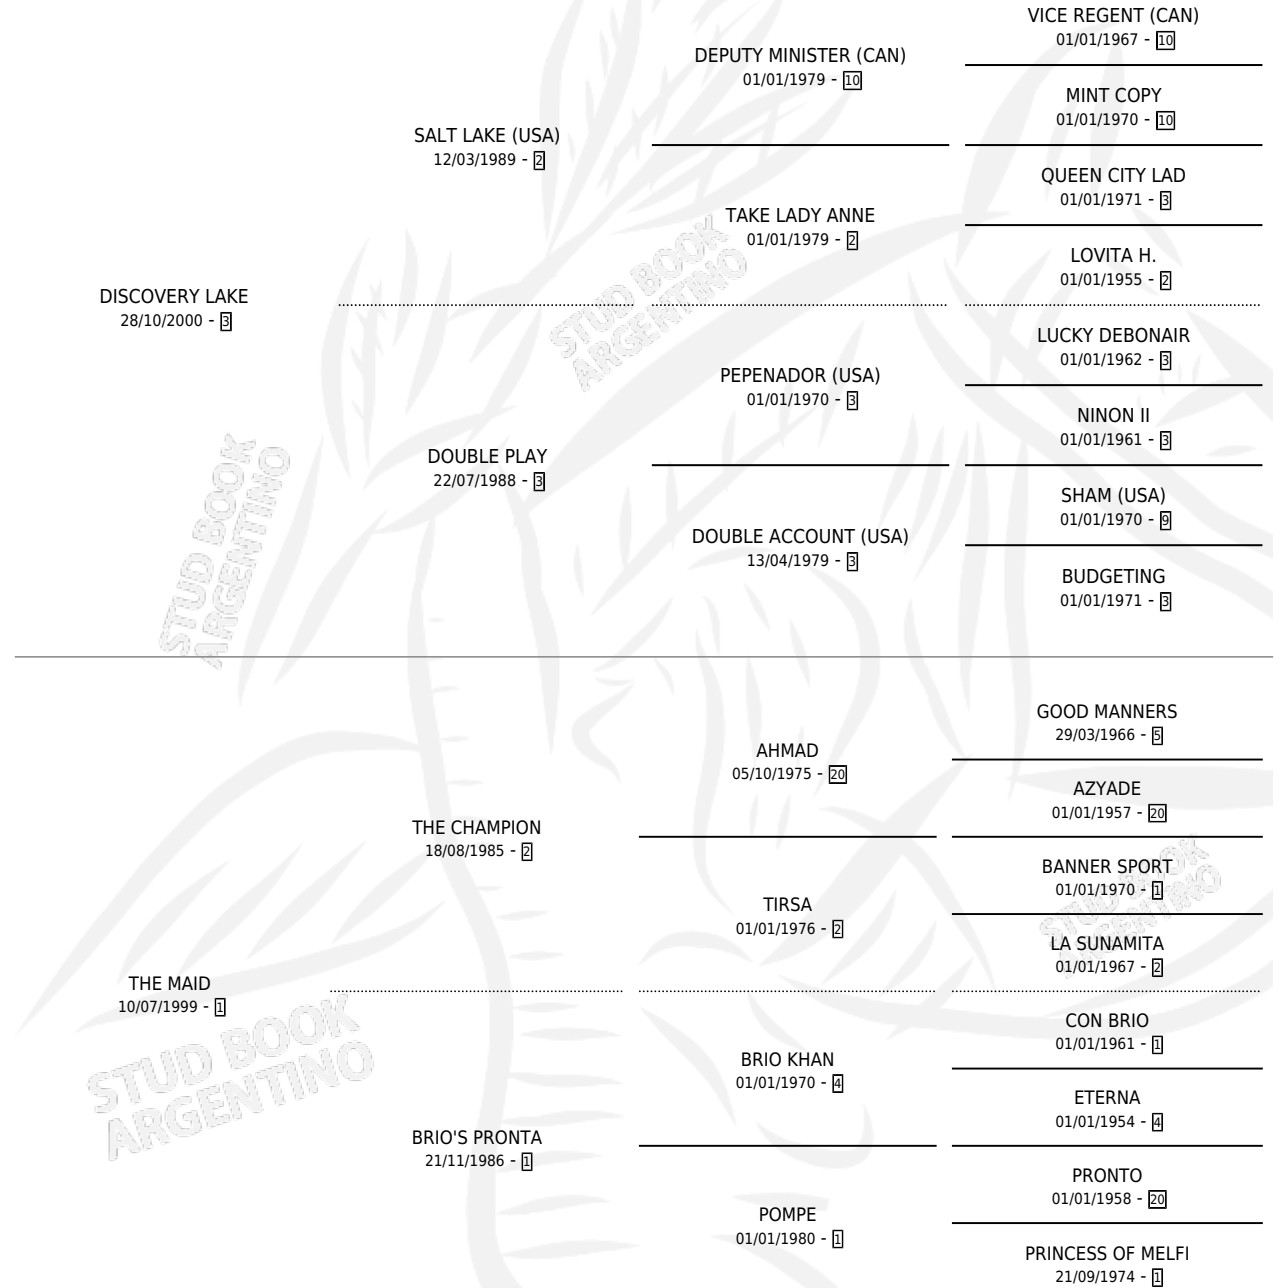 VICE REGENT (CAN)
01/01/1967 - 10
DEPUTY MINISTER (CAN)
01/01/1979 - 10
MINT COPY
01/01/1970 - 10
SALT LAKE (USA)
12/03/1989 - 2
QUEEN CITY LAD
01/01/1971 - 3
TAKE LADY ANNE
01/01/1979 - 2
LOVITA H.
01/01/1955 - 2
DISCOVERY LAKE
28/10/2000 - 3
STUD BOOK
ARGENTINO
LUCKY DEBONAIR
01/01/1962 - 3
PEPENADOR (USA)
01/01/1970 - 3
NINON II
01/01/1961 - 3
DOUBLE PLAY
22/07/1988 - 3
SHAM (USA)
01/01/1970 - 9
DOUBLE ACCOUNT (USA)
13/04/1979 - 3
BUDGETING
01/01/1971 - 3
STUD BOOK
ARGENTINO
GOOD MANNERS
29/03/1966 - 5
AHMAD
05/10/1975 - 20
AZYADE
01/01/1957 - 20
THE CHAMPION
18/08/1985 - 2
BANNER SPORT
01/01/1970 - 1
TIRSA
01/01/1976 - 2
LA SUNAMITA
01/01/1967 - 2
STUD BOOK
ARGENTINO
THE MAID
10/07/1999 - 1
CON BRIO
01/01/1961 - 1
BRIO KHAN
01/01/1970 - 4
ETERNA
01/01/1954 - 4
STUD BOOK
ARGENTINO
BRIO'S PRONTA
21/11/1986 - 1
PRONTO
01/01/1958 - 20
POMPE
01/01/1980 - 1
PRINCESS OF MELFI
21/09/1974 - 1